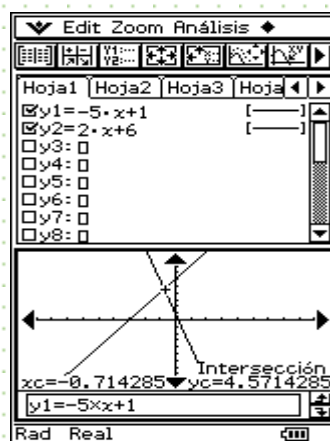 Edit Zoom Análisis
Hoja1 Hoja2 Hoja3 Hoja
y1=-5·x+1
y2=2·x+6
y3:
y4:
y5:
y6:
y7:
y8:
Intersección
xc=-0.714285 yc=4.5714285
y1=-5×x+1
Rad Real